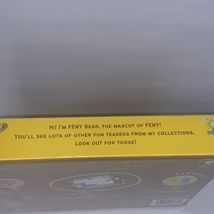 Hi! I'm FENY Bear, the mascot of FENY!
You'll see lots of other fun teasers from my collections.
Look out for those!